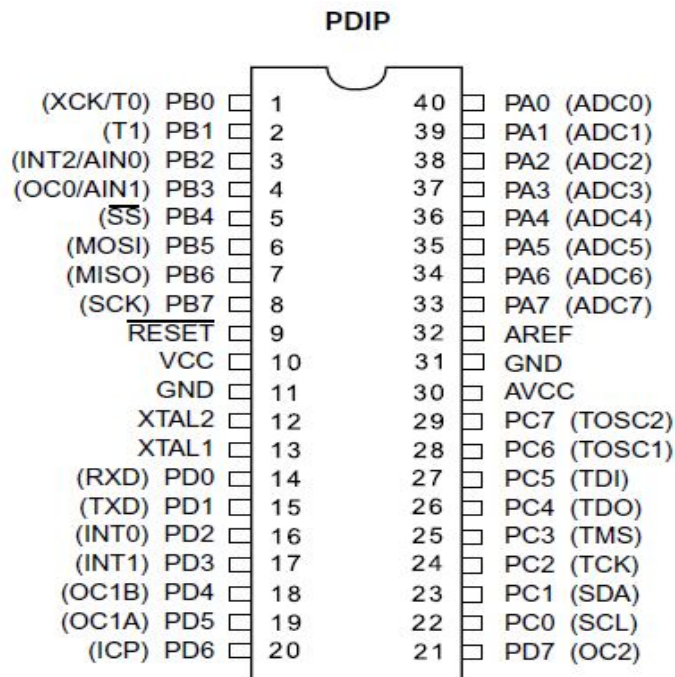 PDIP
(XCK/T0) PB0 1 40 PA0 (ADC0)
(T1) PB1 2 39 PA1 (ADC1)
(INT2/AIN0) PB2 3 38 PA2 (ADC2)
(OC0/AIN1) PB3 4 37 PA3 (ADC3)
(SS) PB4 5 36 PA4 (ADC4)
(MOSI) PB5 6 35 PA5 (ADC5)
(MISO) PB6 7 34 PA6 (ADC6)
(SCK) PB7 8 33 PA7 (ADC7)
RESET 9 32 AREF
VCC 10 31 GND
GND 11 30 AVCC
XTAL2 12 29 PC7 (TOSC2)
XTAL1 13 28 PC6 (TOSC1)
(RXD) PD0 14 27 PC5 (TDI)
(TXD) PD1 15 26 PC4 (TDO)
(INT0) PD2 16 25 PC3 (TMS)
(INT1) PD3 17 24 PC2 (TCK)
(OC1B) PD4 18 23 PC1 (SDA)
(OC1A) PD5 19 22 PC0 (SCL)
(ICP) PD6 20 21 PD7 (OC2)